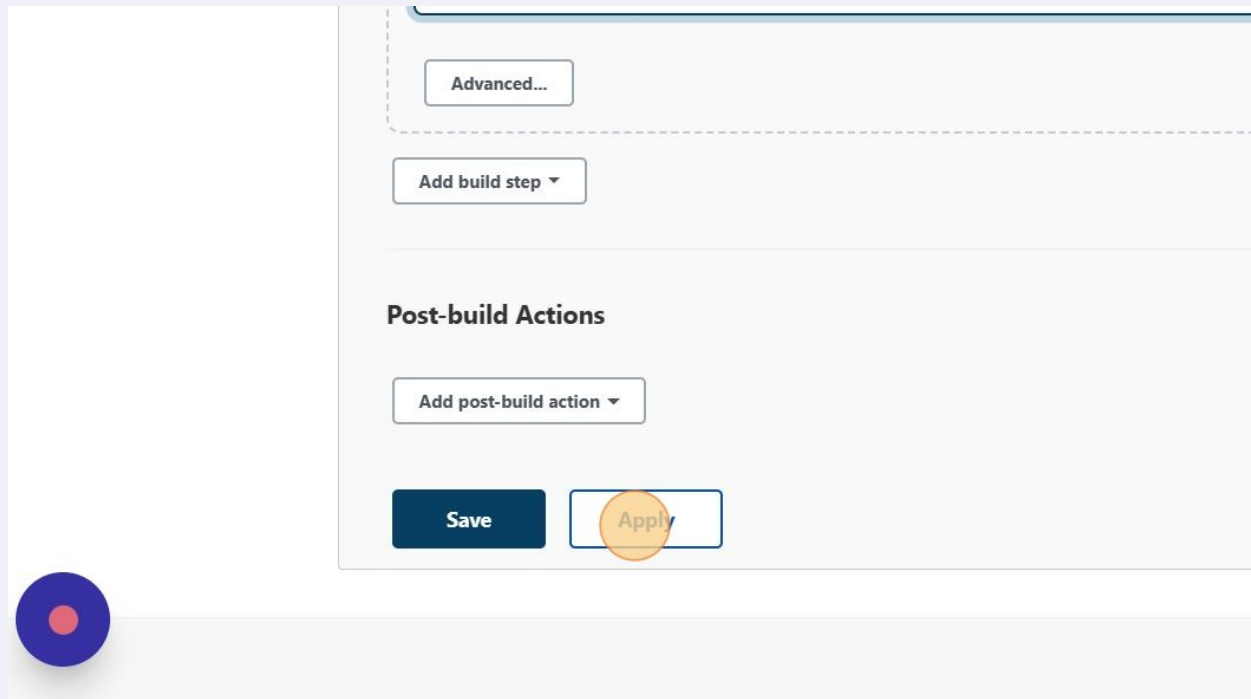 Advanced...
Add build step
Post-build Actions
Add post-build action
Save
Apply